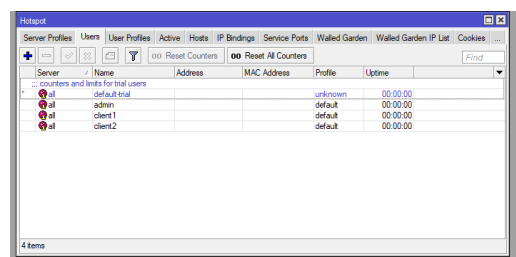 Hotspot
Server Profiles Users User Profiles Active Hosts IP Bindings Service Ports Walled Garden Walled Garden IP List Cookies ...
00 Reset Counters 00 Reset All Counters Find
Server / Name Address MAC Address Profile Uptime
;;; counters and limits for trial users
* all default-trial unknown 00:00:00
all admin default 00:00:00
all client1 default 00:00:00
all client2 default 00:00:00
4 items